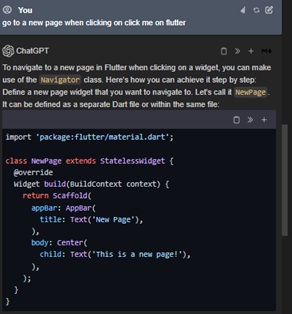 You
go to a new page when clicking on click me on flutter
ChatGPT
To navigate to a new page in Flutter when clicking on a widget, you can make
use of the Navigator class. Here's how you can achieve it step by step:
Define a new page widget that you want to navigate to. Let's call it NewPage.
It can be defined as a separate Dart file or within the same file:
import 'package:flutter/material.dart';
class NewPage extends StatelessWidget {
@override
Widget build(BuildContext context) {
return Scaffold(
appBar: AppBar(
title: Text('New Page'),
),
body: Center(
child: Text('This is a new page!'),
),
);
}
}